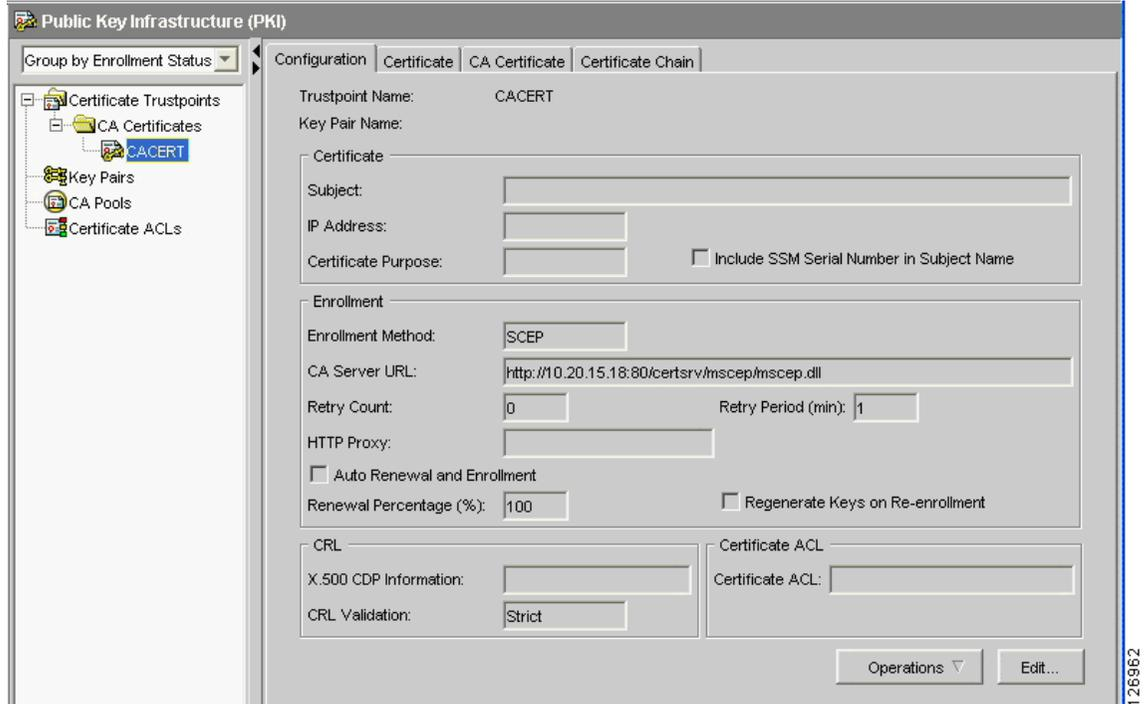 Public Key Infrastructure (PKI)
Group by Enrollment Status
Certificate Trustpoints
CA Certificates
CACERT
Key Pairs
CA Pools
Certificate ACLs
Configuration Certificate CA Certificate Certificate Chain
Trustpoint Name: CACERT
Key Pair Name:
Certificate
Subject:
IP Address:
Certificate Purpose: Include SSM Serial Number in Subject Name
Enrollment
Enrollment Method: SCEP
CA Server URL: http://10.20.15.18:80/certsrv/mscep/mscep.dll
Retry Count: 0 Retry Period (min): 1
HTTP Proxy:
Auto Renewal and Enrollment
Renewal Percentage (%): 100 Regenerate Keys on Re-enrollment
CRL
X.500 CDP Information:
CRL Validation: Strict
Certificate ACL
Certificate ACL:
Operations Edit...
126962